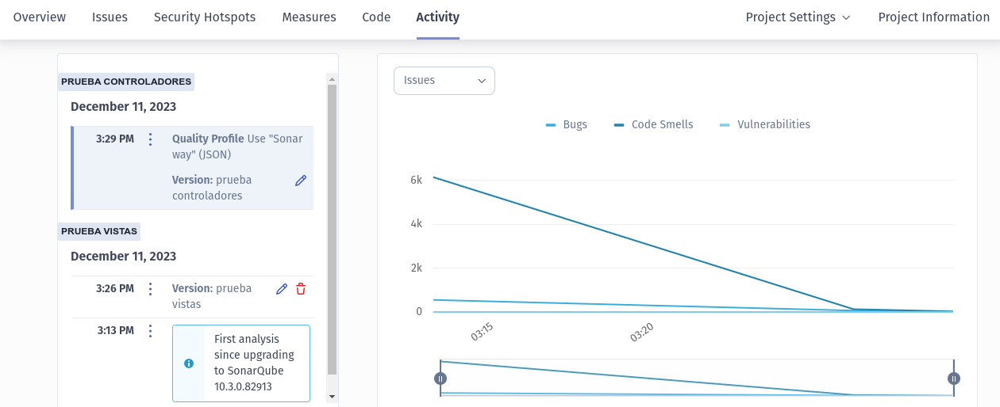 Overview Issues Security Hotspots Measures Code Activity Project Settings Project Information
PRUEBA CONTROLADORES
December 11, 2023
3:29 PM
Quality Profile Use "Sonar
way" (JSON)
Version: prueba
controladores
PRUEBA VISTAS
December 11, 2023
3:26 PM
Version: prueba
vistas
3:13 PM
First analysis
since upgrading
to SonarQube
10.3.0.82913
Issues
Bugs Code Smells Vulnerabilities
6k
4k
2k
0
03:15 03:20